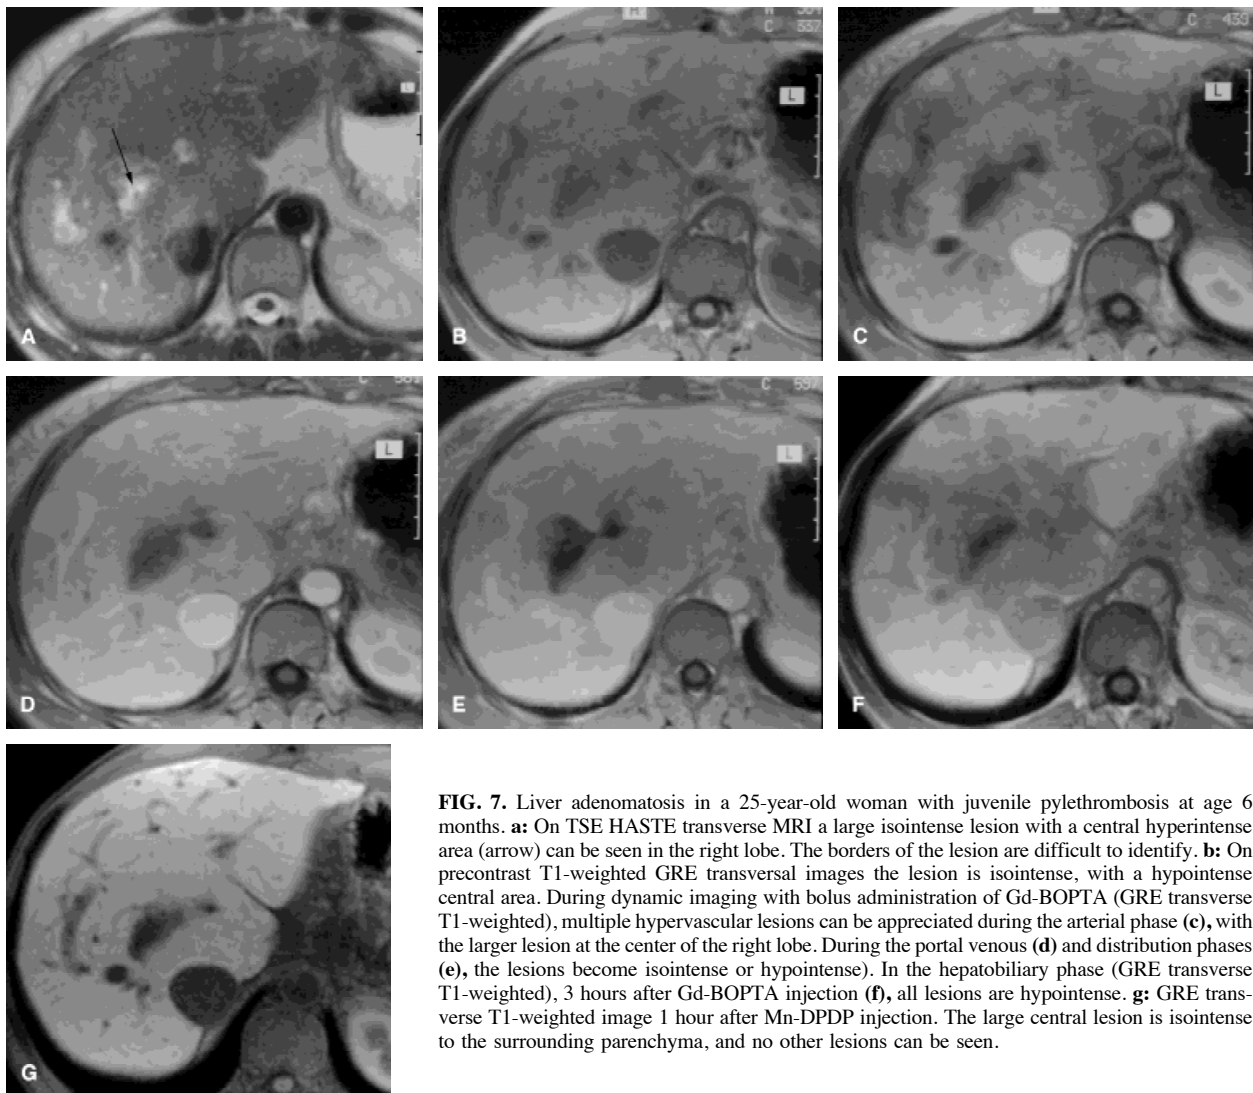 W 384
C 337
C 439
L
L
L
A
B
C
C 581
C 592
L
L
D
E
F
G
FIG. 7. Liver adenomatosis in a 25-year-old woman with juvenile pylethrombosis at age 6
months. a: On TSE HASTE transverse MRI a large isointense lesion with a central hyperintense
area (arrow) can be seen in the right lobe. The borders of the lesion are difficult to identify. b: On
precontrast T1-weighted GRE transversal images the lesion is isointense, with a hypointense
central area. During dynamic imaging with bolus administration of Gd-BOPTA (GRE transverse
T1-weighted), multiple hypervascular lesions can be appreciated during the arterial phase (c), with
the larger lesion at the center of the right lobe. During the portal venous (d) and distribution phases
(e), the lesions become isointense or hypointense). In the hepatobiliary phase (GRE transverse
T1-weighted), 3 hours after Gd-BOPTA injection (f), all lesions are hypointense. g: GRE trans-
verse T1-weighted image 1 hour after Mn-DPDP injection. The large central lesion is isointense
to the surrounding parenchyma, and no other lesions can be seen.